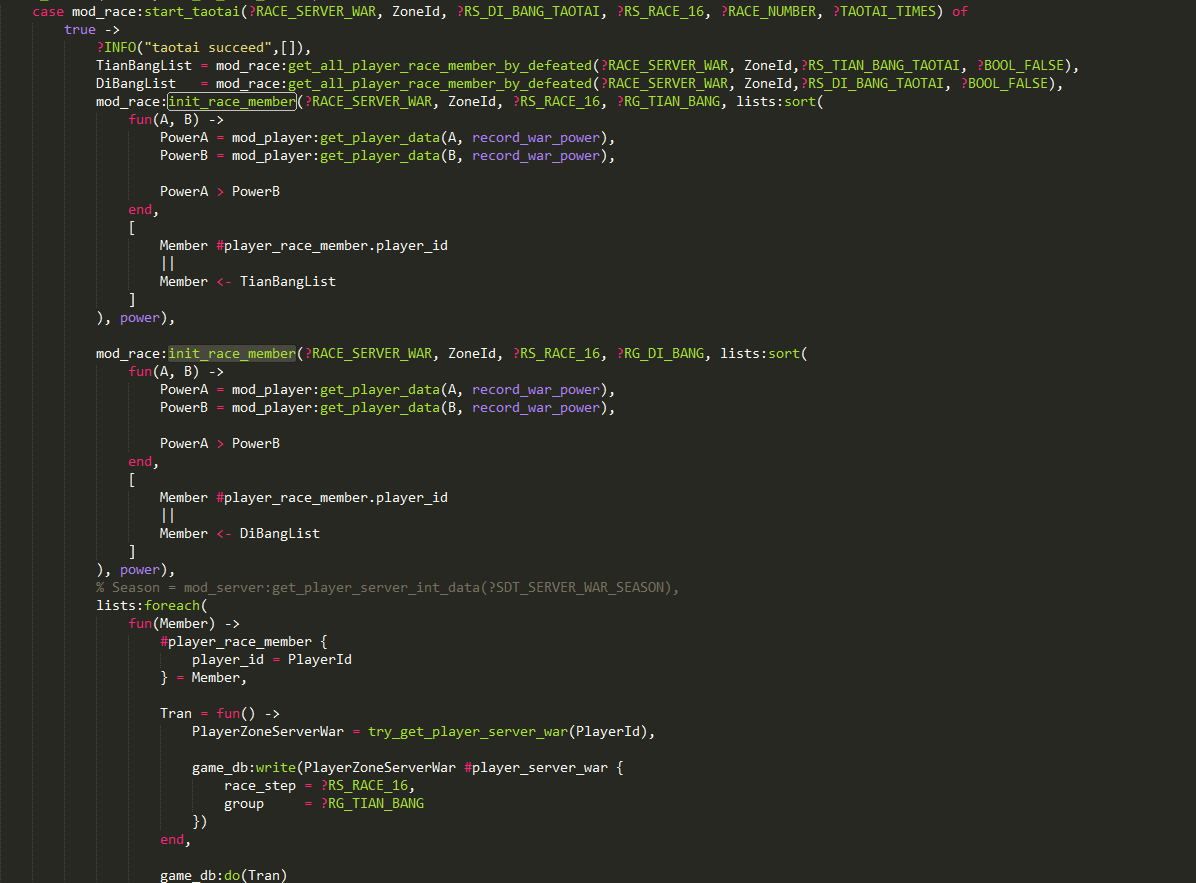 case mod_race:start_taotai(?RACE_SERVER_WAR, ZoneId, ?RS_DI_BANG_TAOTAI, ?RS_RACE_16, ?RACE_NUMBER, ?TAOTAI_TIMES) of
    true ->
        ?INFO("taotai succeed",[]),
        TianBangList = mod_race:get_all_player_race_member_by_defeated(?RACE_SERVER_WAR, ZoneId,?RS_TIAN_BANG_TAOTAI, ?BOOL_FALSE),
        DiBangList   = mod_race:get_all_player_race_member_by_defeated(?RACE_SERVER_WAR, ZoneId,?RS_DI_BANG_TAOTAI, ?BOOL_FALSE),
        mod_race:init_race_member(?RACE_SERVER_WAR, ZoneId, ?RS_RACE_16, ?RG_TIAN_BANG, lists:sort(
            fun(A, B) ->
                PowerA = mod_player:get_player_data(A, record_war_power),
                PowerB = mod_player:get_player_data(B, record_war_power),

                PowerA > PowerB
            end,
            [
                Member #player_race_member.player_id
                ||
                Member <- TianBangList
            ]
        ), power),

        mod_race:init_race_member(?RACE_SERVER_WAR, ZoneId, ?RS_RACE_16, ?RG_DI_BANG, lists:sort(
            fun(A, B) ->
                PowerA = mod_player:get_player_data(A, record_war_power),
                PowerB = mod_player:get_player_data(B, record_war_power),

                PowerA > PowerB
            end,
            [
                Member #player_race_member.player_id
                ||
                Member <- DiBangList
            ]
        ), power),
        % Season = mod_server:get_player_server_int_data(?SDT_SERVER_WAR_SEASON),
        lists:foreach(
            fun(Member) ->
                #player_race_member {
                    player_id = PlayerId
                } = Member,

                Tran = fun() ->
                    PlayerZoneServerWar = try_get_player_server_war(PlayerId),

                    game_db:write(PlayerZoneServerWar #player_server_war {
                        race_step = ?RS_RACE_16,
                        group     = ?RG_TIAN_BANG
                    })
                end,

                game_db:do(Tran)